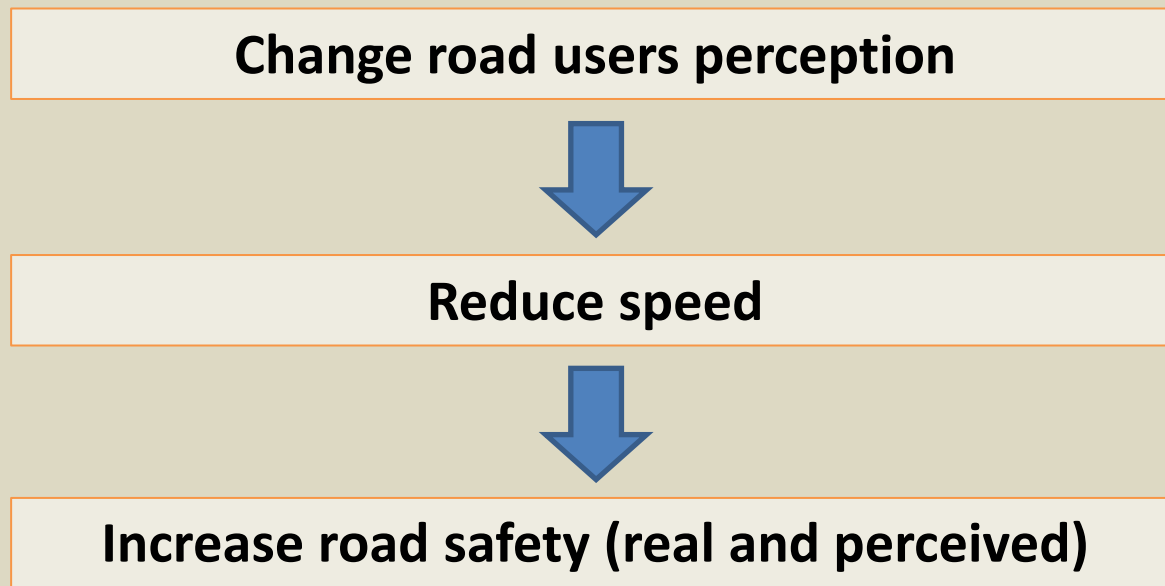 Change road users perception
Reduce speed
Increase road safety (real and perceived)